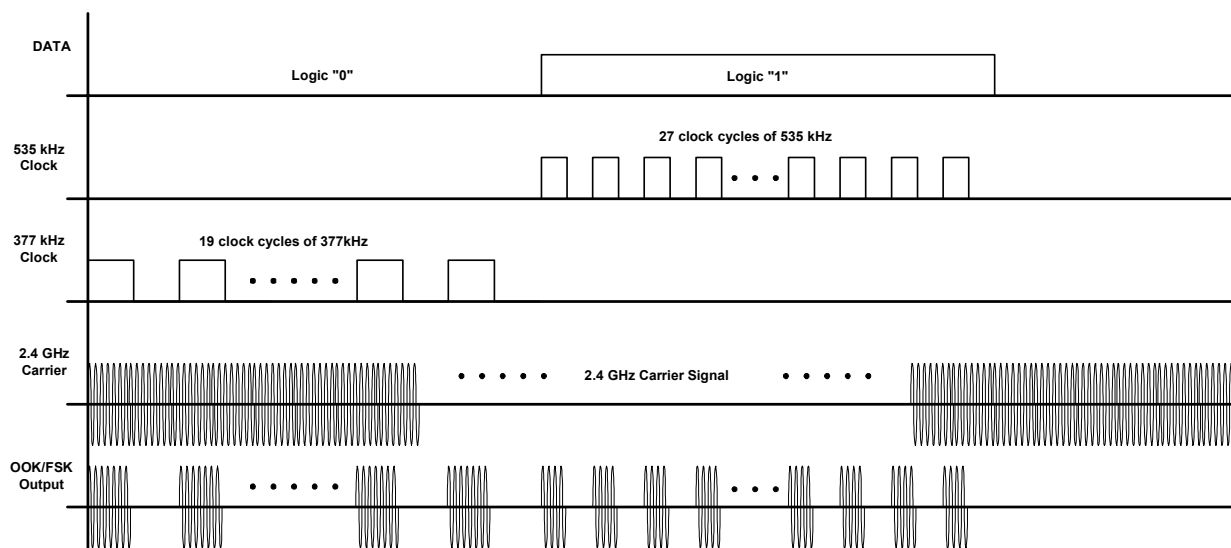 DATA
Logic "0"
Logic "1"
535 kHz
Clock
27 clock cycles of 535 kHz
377 kHz
Clock
19 clock cycles of 377kHz
2.4 GHz
Carrier
2.4 GHz Carrier Signal
OOK/FSK
Output